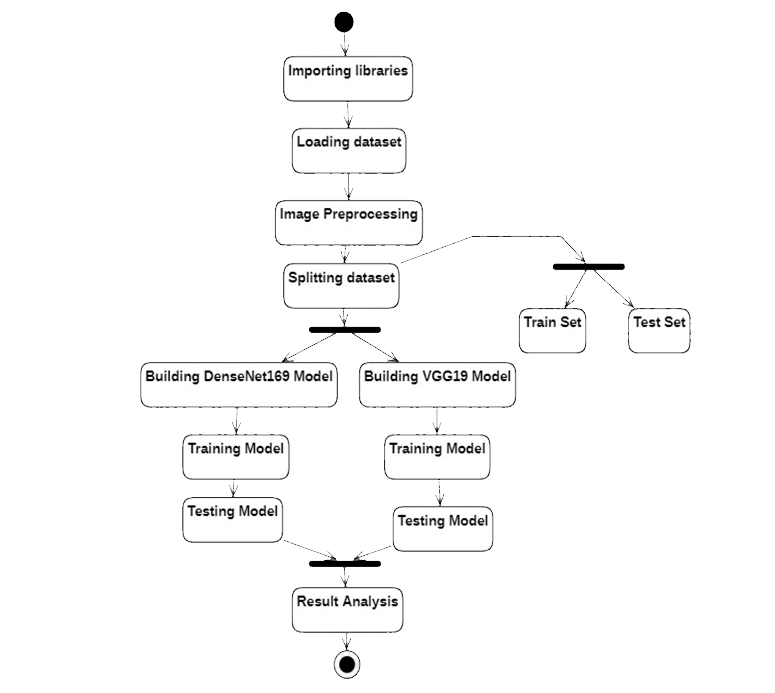 Importing libraries
Loading dataset
Image Preprocessing
Splitting dataset
Train Set
Test Set
Building DenseNet169 Model
Building VGG19 Model
Training Model
Training Model
Testing Model
Testing Model
Result Analysis